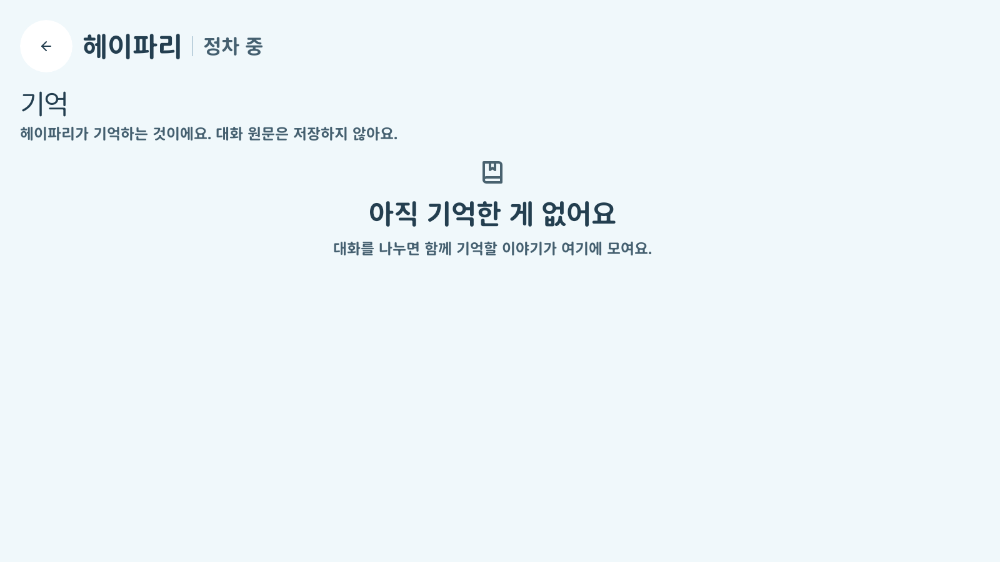 헤이파리
정차 중
기억
헤이파리가 기억하는 것이에요. 대화 원문은 저장하지 않아요.
아직 기억한 게 없어요
대화를 나누면 함께 기억할 이야기가 여기에 모여요.